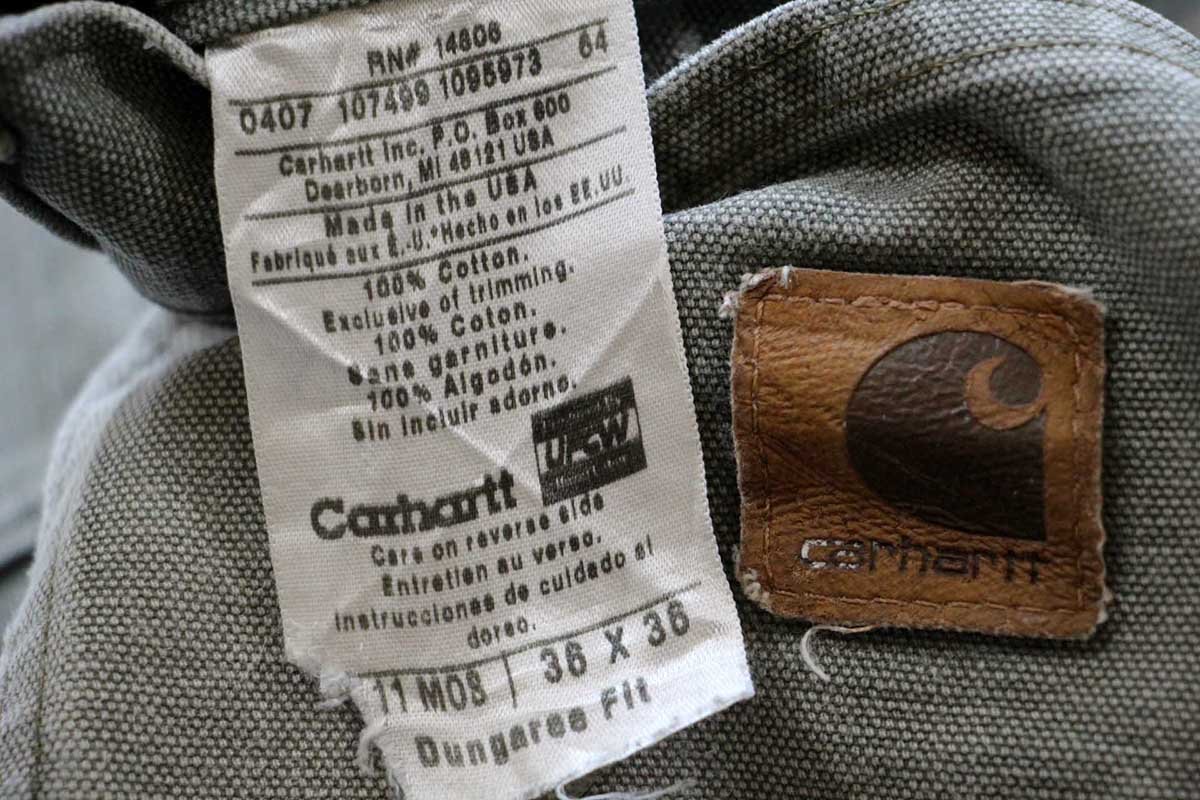 RN# 14806
0407 107499 1095973 64
Carhartt Inc. P.O. Box 600
Dearborn, MI 48121 USA
Made in the USA
Fabriqué aux É.-U.*Hecho en los EE.UU
100% Cotton.
Exclusive of trimming.
100% Coton.
Sans garniture.
100% Algodón.
Sin incluir adorno.
UFCW
Carhartt
Care on reverse side
Entretien au verso.
Instrucciones de cuidado al
dorso.
11 MOS | 36 X 36
Dungaree Fit
carhartt